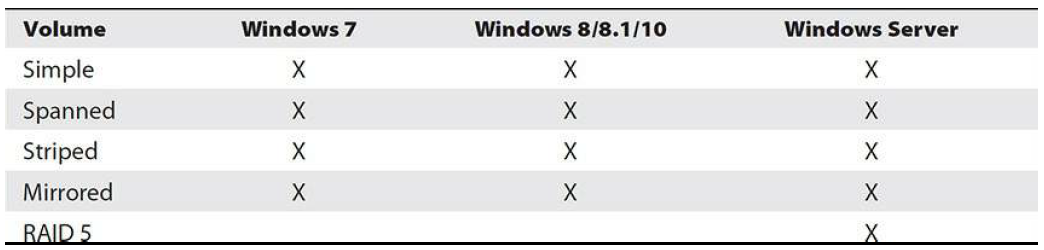 Volume Windows 7 Windows 8/8.1/10 Windows Server
Simple X X X
Spanned X X X
Striped X X X
Mirrored X X X
RAID 5 X